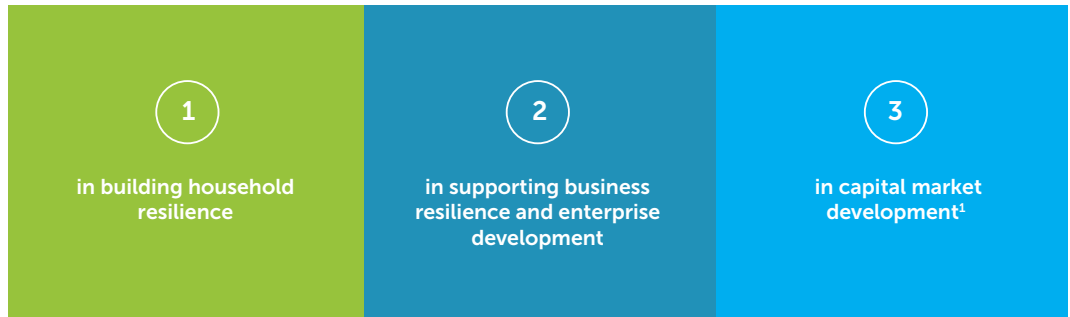 1
in building household
resilience
2
in supporting business
resilience and enterprise
development
3
in capital market
development¹